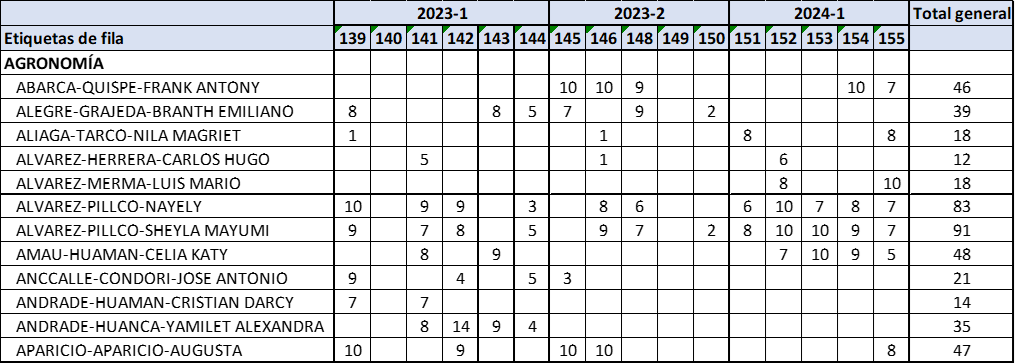 2023-1 2023-2 2024-1 Total general
Etiquetas de fila 139 140 141 142 143 144 145 146 148 149 150 151 152 153 154 155
AGRONOMÍA
ABARCA-QUISPE-FRANK ANTONY 10 10 9 10 7 46
ALEGRE-GRAJEDA-BRANTH EMILIANO 8 8 5 7 9 2 39
ALIAGA-TARCO-NILA MAGRIET 1 1 8 8 18
ALVAREZ-HERRERA-CARLOS HUGO 5 1 6 12
ALVAREZ-MERMA-LUIS MARIO 8 10 18
ALVAREZ-PILLCO-NAYELY 10 9 9 3 8 6 6 10 7 8 7 83
ALVAREZ-PILLCO-SHEYLA MAYUMI 9 7 8 5 9 7 2 8 10 10 9 7 91
AMAU-HUAMAN-CELIA KATY 8 9 7 10 9 5 48
ANCCALLE-CONDORI-JOSE ANTONIO 9 4 5 3 21
ANDRADE-HUAMAN-CRISTIAN DARCY 7 7 14
ANDRADE-HUANCA-YAMILET ALEXANDRA 8 14 9 4 35
APARICIO-APARICIO-AUGUSTA 10 9 10 10 8 47